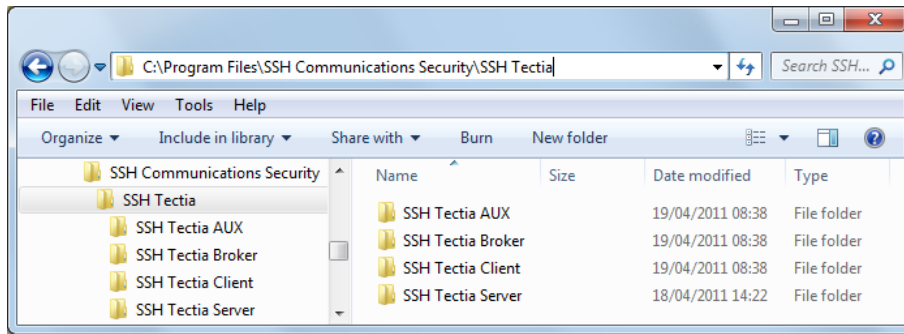 C:\Program Files\SSH Communications Security\SSH Tectia
Search SSH...
File Edit View Tools Help
Organize Include in library Share with Burn New folder
SSH Communications Security
SSH Tectia
SSH Tectia AUX
SSH Tectia Broker
SSH Tectia Client
SSH Tectia Server
Name Size Date modified Type
SSH Tectia AUX 19/04/2011 08:38 File folder
SSH Tectia Broker 19/04/2011 08:38 File folder
SSH Tectia Client 19/04/2011 08:38 File folder
SSH Tectia Server 18/04/2011 14:22 File folder